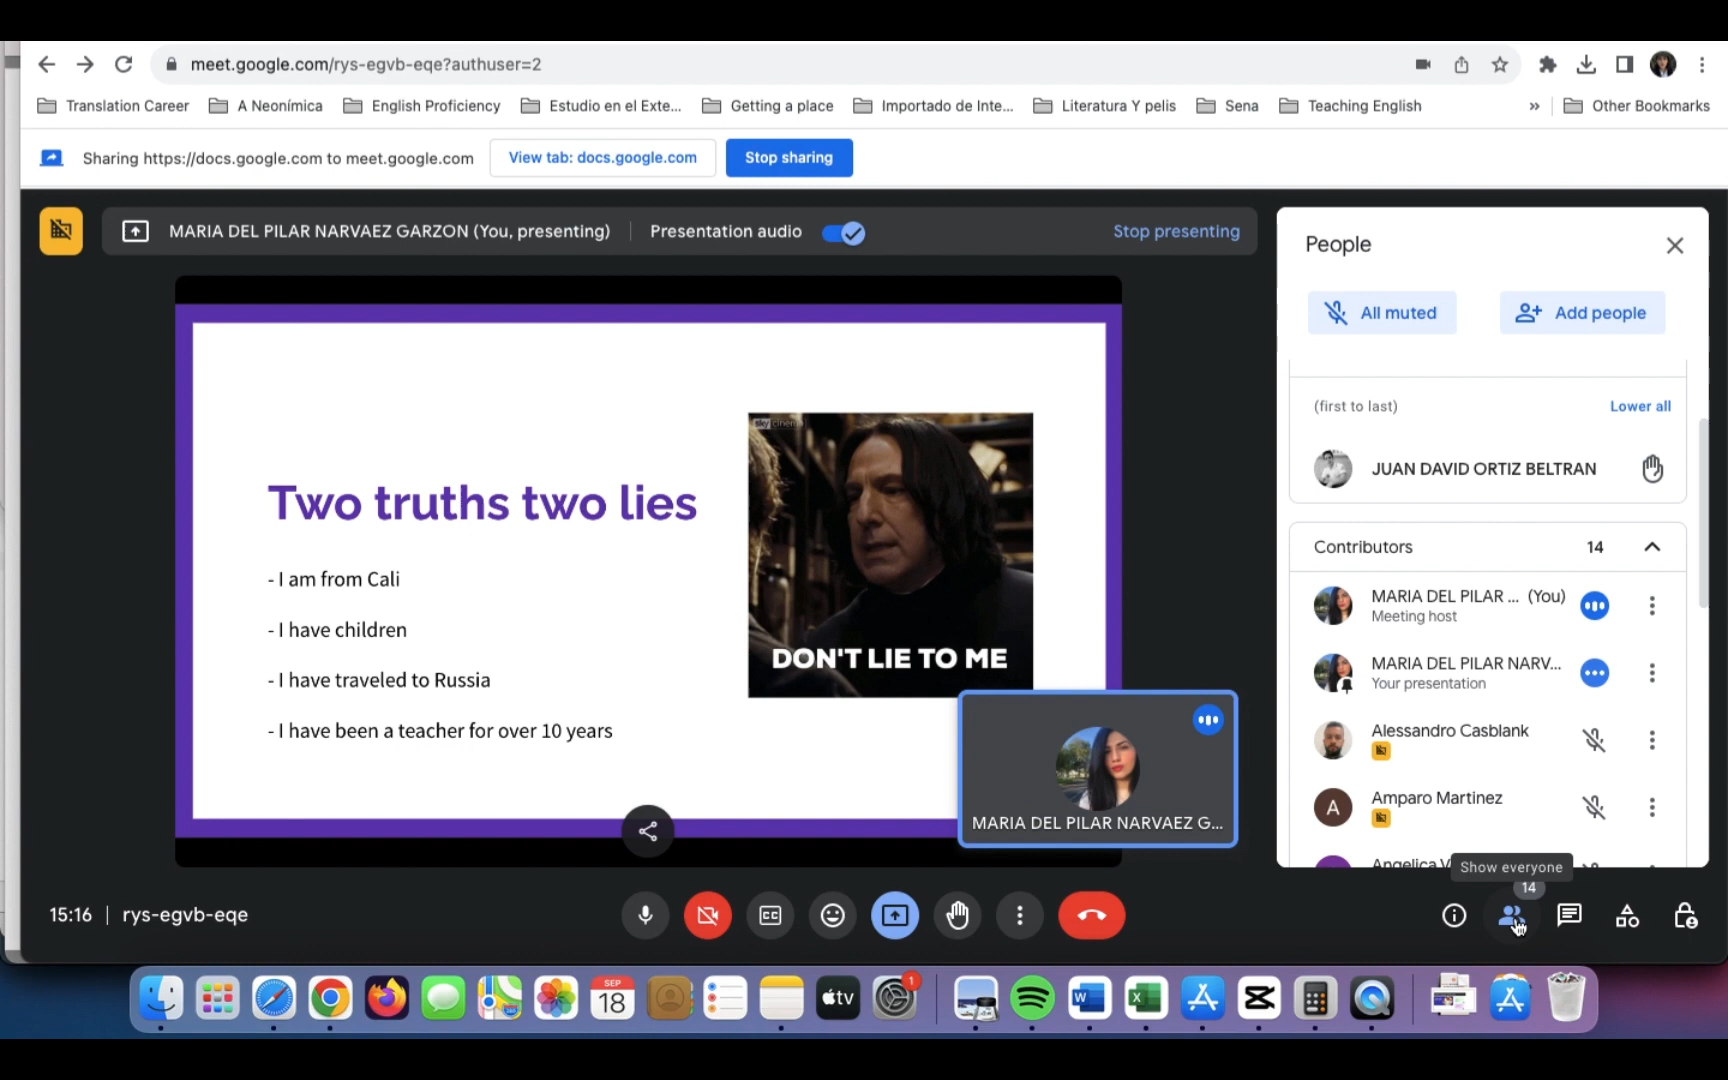 meet.google.com/rys-egvb-eqe?authuser=2
Translation Career
A Neonímica
English Proficiency
Estudio en el Exte...
Getting a place
Importado de Inte...
Literatura Y pelis
Sena
Teaching English
»
Other Bookmarks
Sharing https://docs.google.com to meet.google.com
View tab: docs.google.com
Stop sharing
MARIA DEL PILAR NARVAEZ GARZON (You, presenting)
Presentation audio
Stop presenting
Two truths two lies
- I am from Cali
- I have children
- I have traveled to Russia
- I have been a teacher for over 10 years
sky cinema
DON'T LIE TO ME
MARIA DEL PILAR NARVAEZ G...
People
All muted
Add people
(first to last)
Lower all
JUAN DAVID ORTIZ BELTRAN
Contributors
14
MARIA DEL PILAR ... (You)
Meeting host
MARIA DEL PILAR NARV...
Your presentation
Alessandro Casblank
A
Amparo Martinez
Angelica V
Show everyone
14
15:16 | rys-egvb-eqe
CC
SEP
18
tv
1
W
X